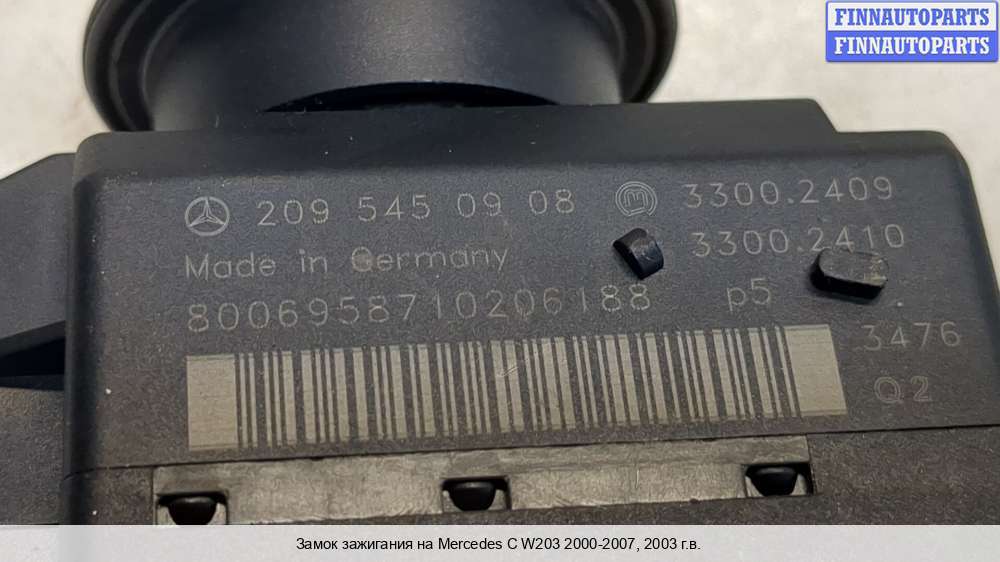 FINNAUTOPARTS
FINNAUTOPARTS
209 545 09 08 3300.2409
Made in Germany 3300.2410
8006958710206188 p5
3476
Q2
Замок зажигания на Mercedes C W203 2000-2007, 2003 г.в.